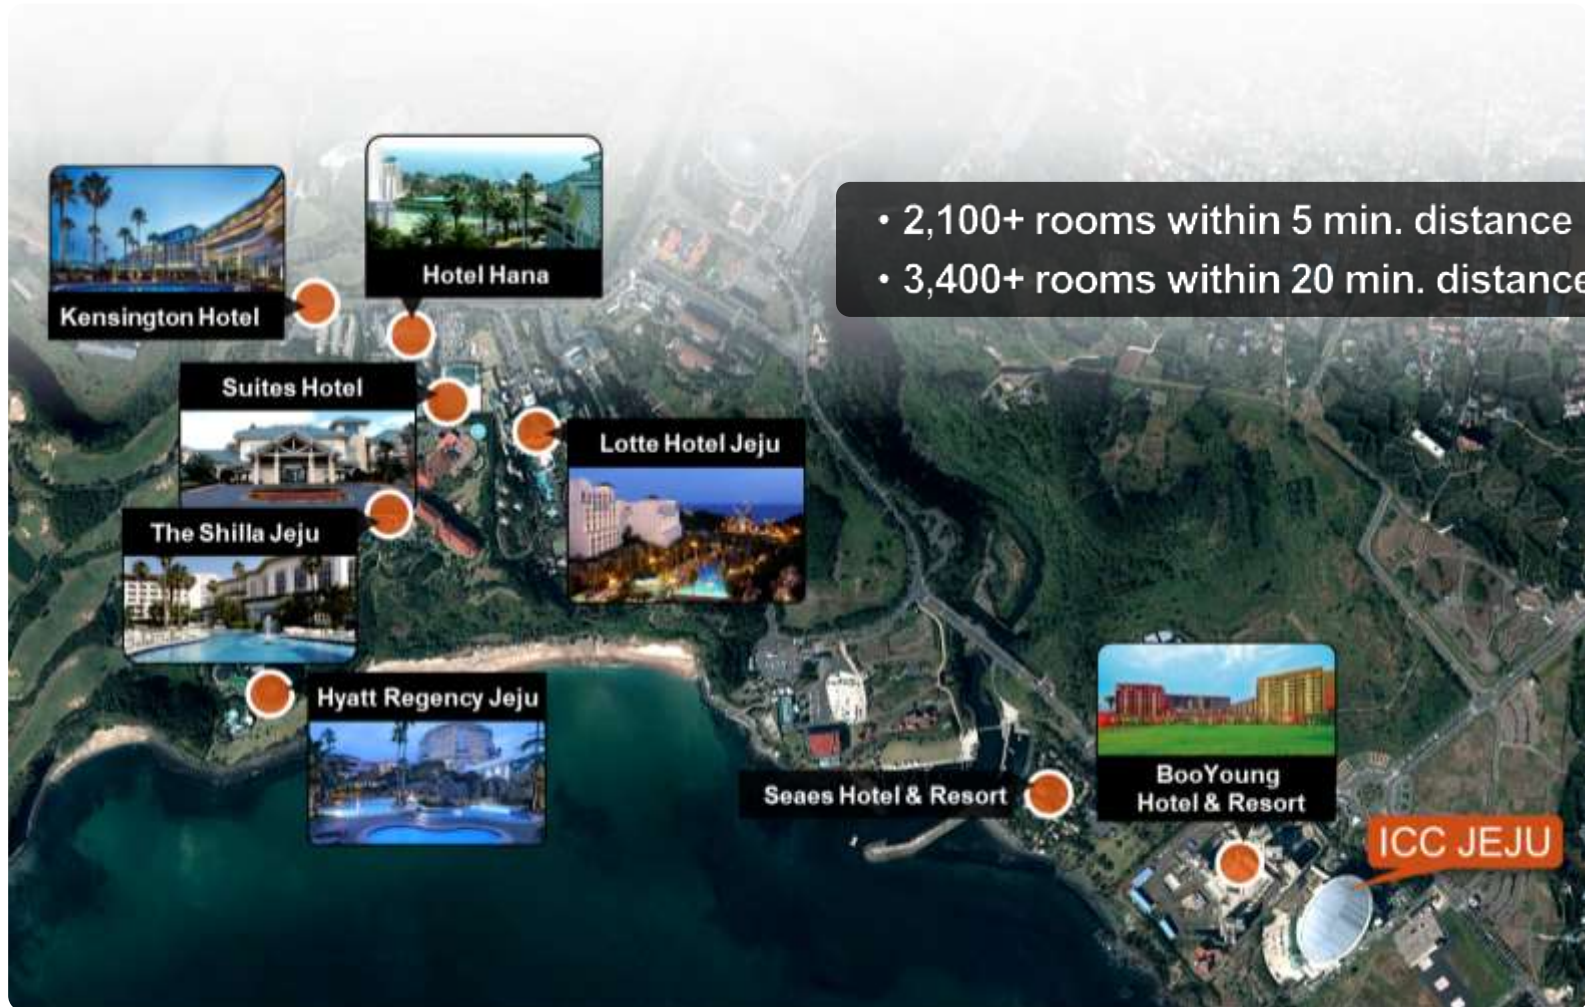 Hotel Hana
Kensington Hotel
• 2,100+ rooms within 5 min. distance
• 3,400+ rooms within 20 min. distance
Suites Hotel
Lotte Hotel Jeju
The Shilla Jeju
Hyatt Regency Jeju
Seaes Hotel & Resort
BooYoung
Hotel & Resort
ICC JEJU